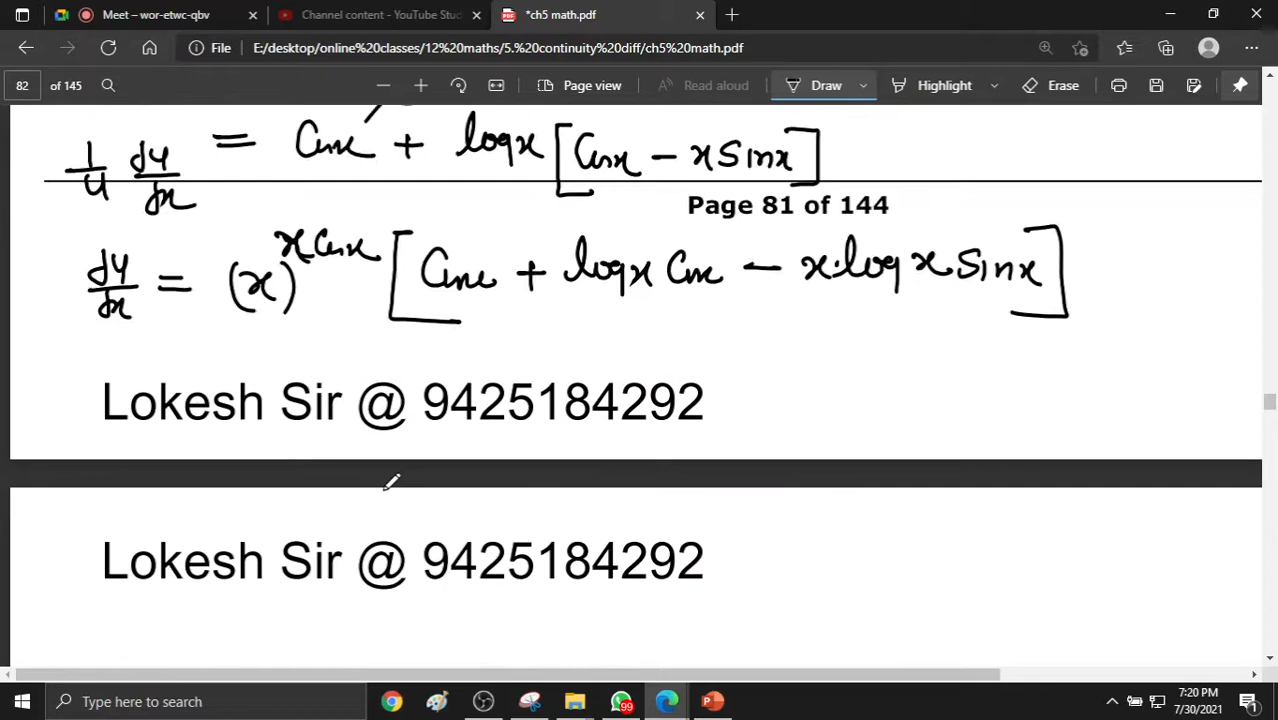 Meet – wor-etwc-qbv
Channel content - YouTube Stud
*ch5 math.pdf
File E:/desktop/online%20classes/12%20maths/5.%20continuity%20diff/ch5%20math.pdf
82 of 145
Page view
Read aloud
Draw
Highlight
Erase
1/y dy/dx = Cosx + logx [Cosx – x Sinx]
Page 81 of 144
dy/dx = (x)^{x Cosx} [Cosx + logx Cosx – x·logx Sinx]
Lokesh Sir @ 9425184292
Lokesh Sir @ 9425184292
Type here to search
99
7:20 PM
7/30/2021
1